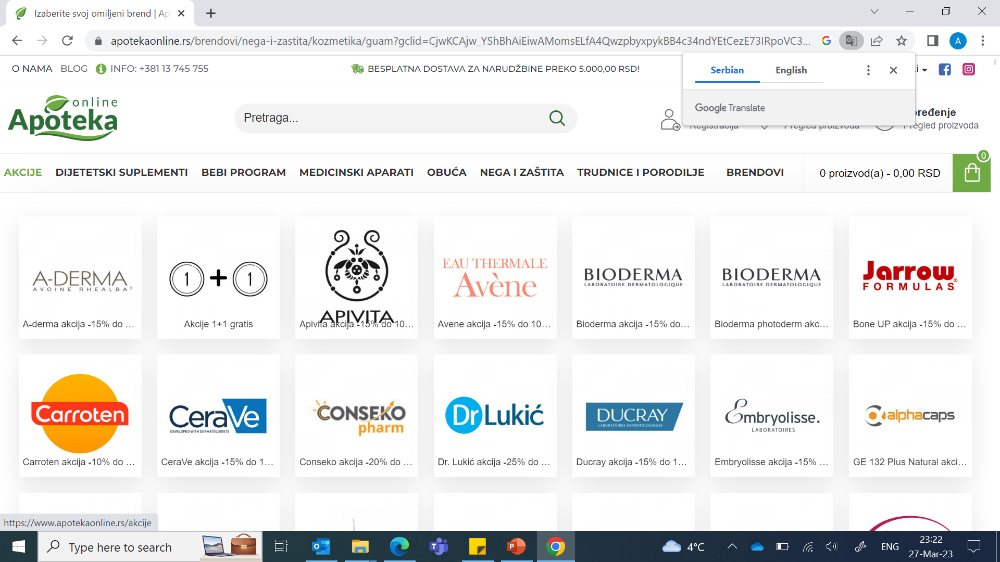 Izaberite svoj omiljeni brend | Ap
apotekaonline.rs/brendovi/nega-i-zastita/kozmetika/guam?gclid=CjwKCAjw_YShBhAiEiwAMomsELfA4QwzpbyxpykBB4c34ndYEtCezE73IRpoVC3...
A
O NAMA BLOG INFO: +381 13 745 755
BESPLATNA DOSTAVA ZA NARUDŽBINE PREKO 5.000,00 RSD!
Serbian English
Google Translate
online
Apoteka
Pretraga...
Registracija
Pregled proizvoda
oređenje
Pregled proizvoda
AKCIJE DIJETETSKI SUPLEMENTI BEBI PROGRAM MEDICINSKI APARATI OBUĆA NEGA I ZAŠTITA TRUDNICE I PORODILJE BRENDOVI
0 proizvod(a) - 0,00 RSD
0
A-DERMA
AVOINE RHEALBA®
A-derma akcija -15% do ...
1 + 1
Akcije 1+1 gratis
APIVITA
Apivita akcija -15% do 10...
EAU THERMALE
Avène
Avene akcija -15% do 10...
BIODERMA
LABORATOIRE DERMATOLOGIQUE
Bioderma akcija -15% do...
BIODERMA
LABORATOIRE DERMATOLOGIQUE
Bioderma photoderm akc...
Jarrow
FORMULAS®
Bone UP akcija -15% do ...
Carroten
Carroten akcija -10% do ...
CeraVe
DEVELOPED WITH DERMATOLOGISTS
CeraVe akcija -15% do 1...
CONSEKO
pharm
Conseko akcija -20% do ...
Dr Lukić
Dr. Lukić akcija -25% do ...
DUCRAY
LABORATOIRES DERMATOLOGIQUES
Ducray akcija -15% do 1...
Embryolisse.
LABORATOIRES
Embryolisse akcija -15% ...
alphacaps
GE 132 Plus Natural akci...
https://www.apotekaonline.rs/akcije
Type here to search
4°C
ENG
23:22
27-Mar-23